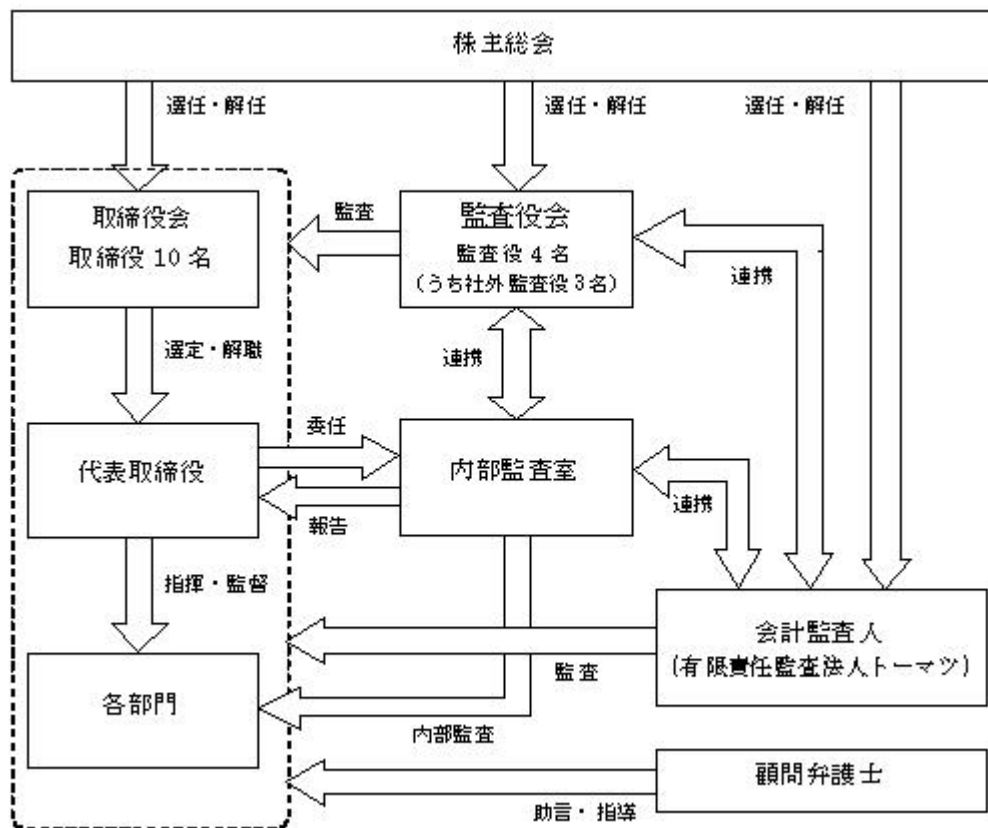 株主総会
選任・解任
選任・解任
選任・解任
取締役会
取締役 10 名
監査
監査役会
監査役 4 名
（うち社外監査役 3 名）
連携
選定・解職
連携
代表取締役
委任
報告
内部監査室
連携
指揮・監督
会計監査人
(有限責任監査法人トーマツ)
監査
各部門
内部監査
顧問弁護士
助言・指導